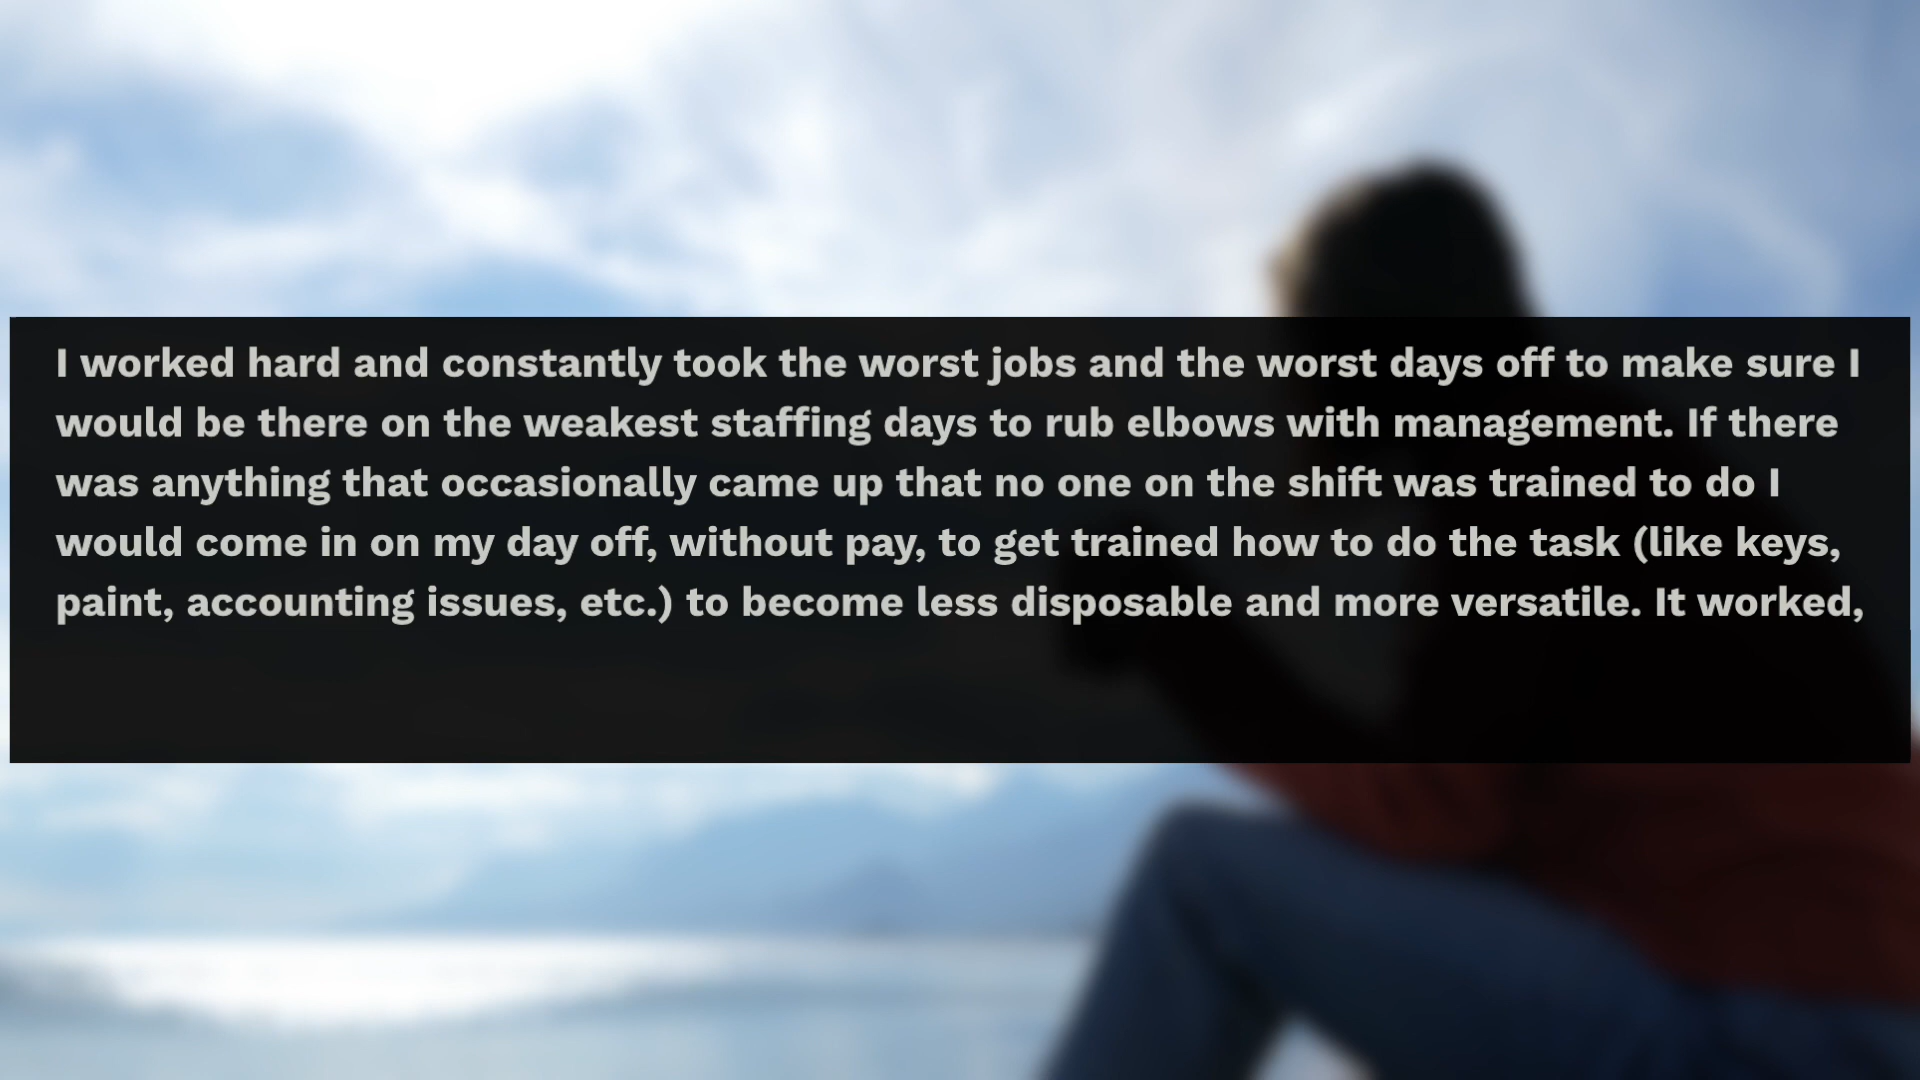 I worked hard and constantly took the worst jobs and the worst days off to make sure I
would be there on the weakest staffing days to rub elbows with management. If there
was anything that occasionally came up that no one on the shift was trained to do I
would come in on my day off, without pay, to get trained how to do the task (like keys,
paint, accounting issues, etc.) to become less disposable and more versatile. It worked,